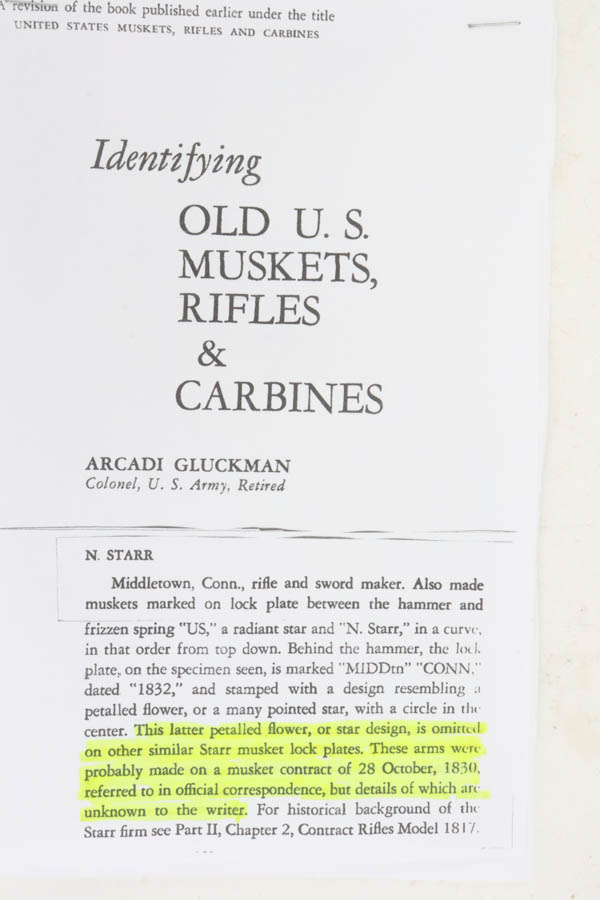 A revision of the book published earlier under the title
UNITED STATES MUSKETS, RIFLES AND CARBINES
Identifying
OLD U. S.
MUSKETS,
RIFLES
&
CARBINES
ARCADI GLUCKMAN
Colonel, U. S. Army, Retired
N. STARR
Middletown, Conn., rifle and sword maker. Also made
muskets marked on lock plate between the hammer and
frizzen spring "US," a radiant star and "N. Starr," in a curve,
in that order from top down. Behind the hammer, the lock
plate, on the specimen seen, is marked "MIDDtn" "CONN."
dated "1832," and stamped with a design resembling a
petalled flower, or a many pointed star, with a circle in the
center. This latter petalled flower, or star design, is omitted
on other similar Starr musket lock plates. These arms were
probably made on a musket contract of 28 October, 1830,
referred to in official correspondence, but details of which are
unknown to the writer. For historical background of the
Starr firm see Part II, Chapter 2, Contract Rifles Model 1817.